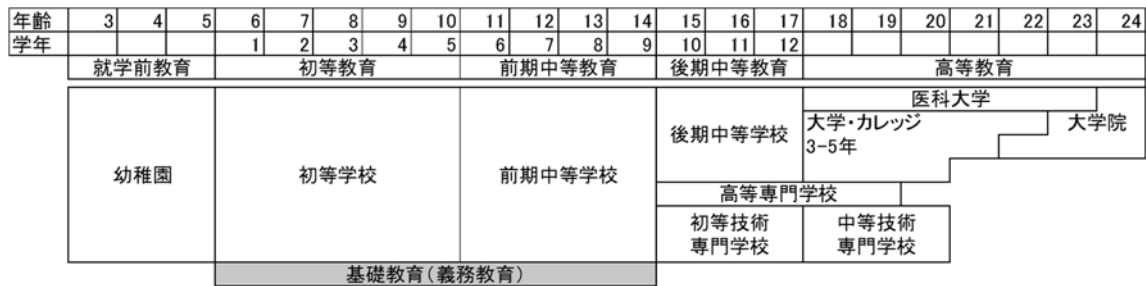 年齢 3 4 5 6 7 8 9 10 11 12 13 14 15 16 17 18 19 20 21 22 23 24
学年 1 2 3 4 5 6 7 8 9 10 11 12
就学前教育 初等教育 前期中等教育 後期中等教育 高等教育
医科大学
後期中等学校 大学・カレッジ 大学院
3-5年
幼稚園 初等学校 前期中等学校
高等専門学校
初等技術 中等技術
専門学校 専門学校
基礎教育(義務教育)